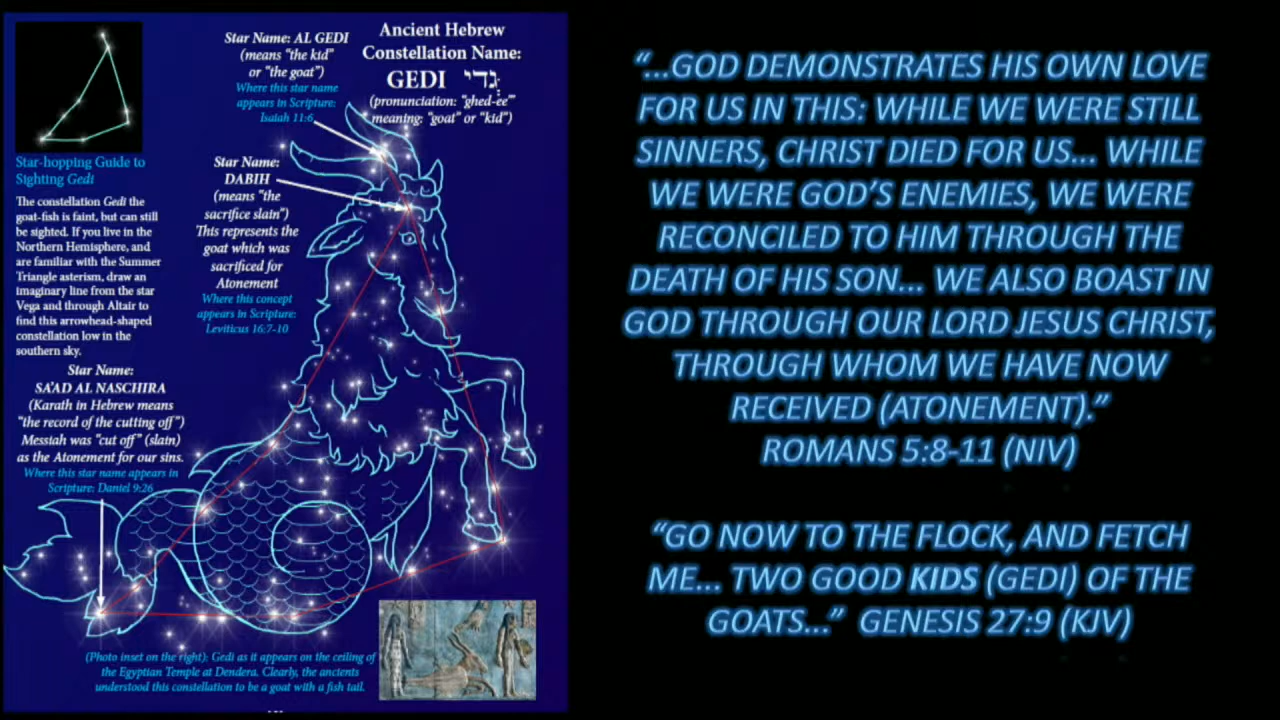 Star-hopping Guide to
Sighting Gedi
The constellation Gedi the
goat-fish is faint, but can still
be sighted. If you live in the
Northern Hemisphere, and
are familiar with the Summer
Triangle asterism, draw an
imaginary line from the star
Vega and through Altair to
find this arrowhead-shaped
constellation low in the
southern sky.
Star Name:
SA'AD AL NASCHIRA
(Karath in Hebrew means
"the record of the cutting off")
Messiah was "cut off" (slain)
as the Atonement for our sins.
Where this star name appears in
Scripture: Daniel 9:26
Star Name: AL GEDI
(means "the kid"
or "the goat")
Where this star name
appears in Scripture:
Isaiah 11:6
Star Name:
DABIH
(means "the
sacrifice slain")
This represents the
goat which was
sacrificed for
Atonement
Where this concept
appears in Scripture:
Leviticus 16:7-10
Ancient Hebrew
Constellation Name:
GEDI גְּדִי
(pronunciation: "ghed-ee"
meaning: "goat" or "kid")
(Photo inset on the right): Gedi as it appears on the ceiling of
the Egyptian Temple at Dendera. Clearly, the ancients
understood this constellation to be a goat with a fish tail.
"...GOD DEMONSTRATES HIS OWN LOVE
FOR US IN THIS: WHILE WE WERE STILL
SINNERS, CHRIST DIED FOR US... WHILE
WE WERE GOD'S ENEMIES, WE WERE
RECONCILED TO HIM THROUGH THE
DEATH OF HIS SON... WE ALSO BOAST IN
GOD THROUGH OUR LORD JESUS CHRIST,
THROUGH WHOM WE HAVE NOW
RECEIVED (ATONEMENT)."
ROMANS 5:8-11 (NIV)
"GO NOW TO THE FLOCK, AND FETCH
ME... TWO GOOD KIDS (GEDI) OF THE
GOATS..." GENESIS 27:9 (KJV)